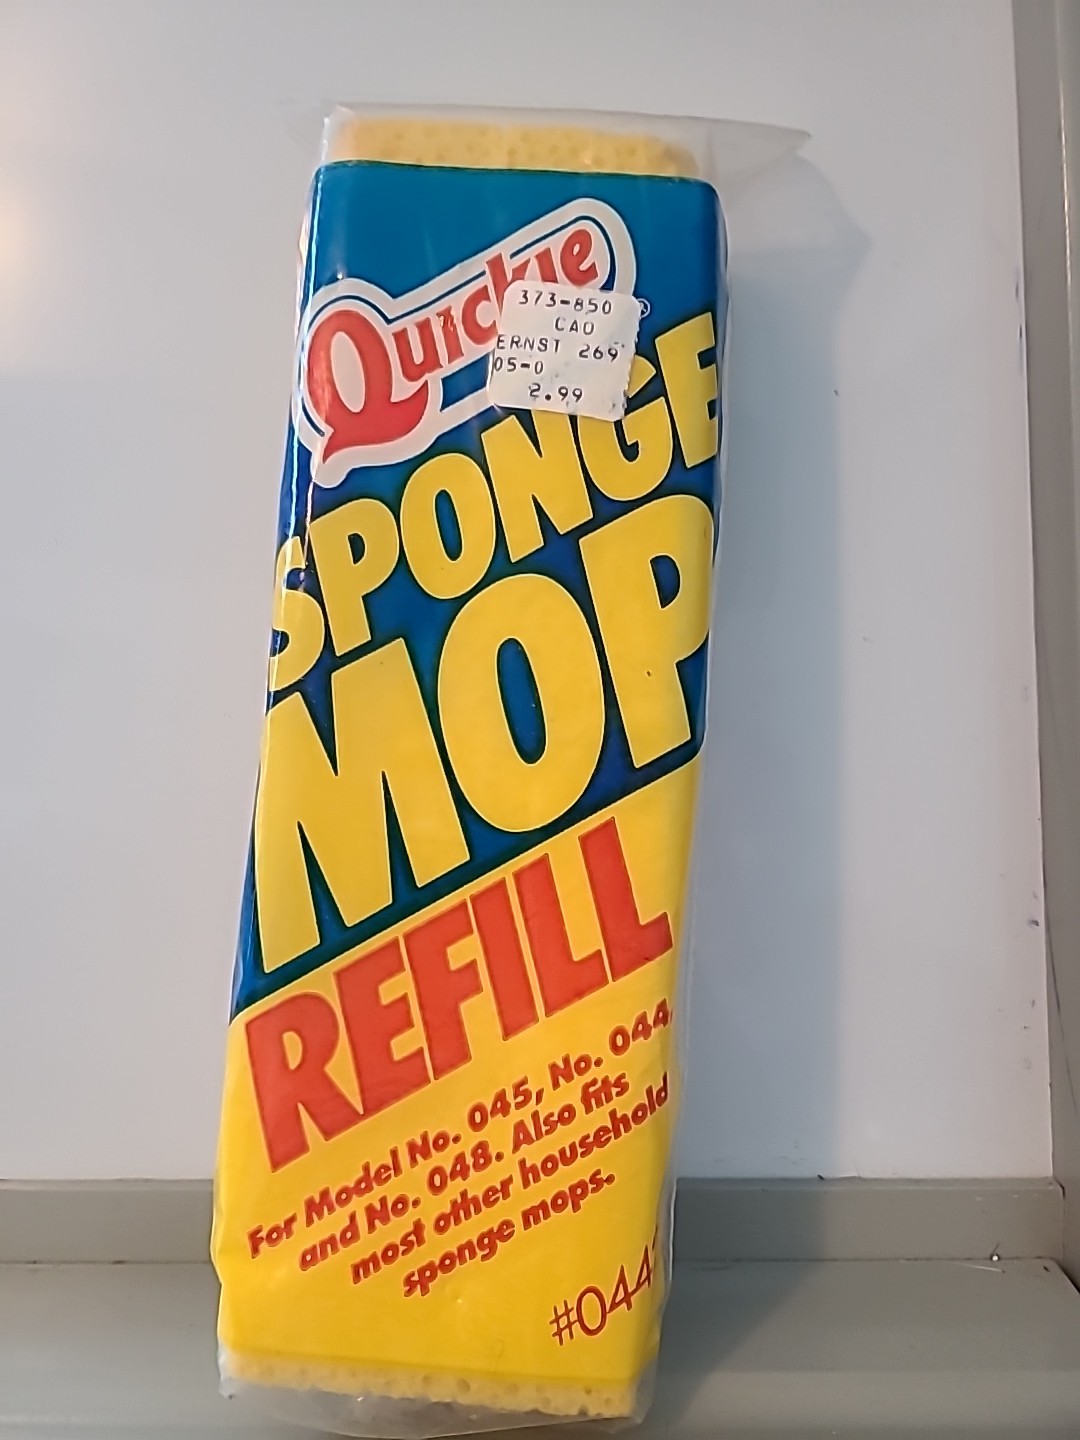 Quickie
®
373-850
CAO
ERNST 269
05-0
2.99
SPONGE
MOP
REFILL
For Model No. 045, No. 044,
and No. 048. Also fits
most other household
sponge mops.